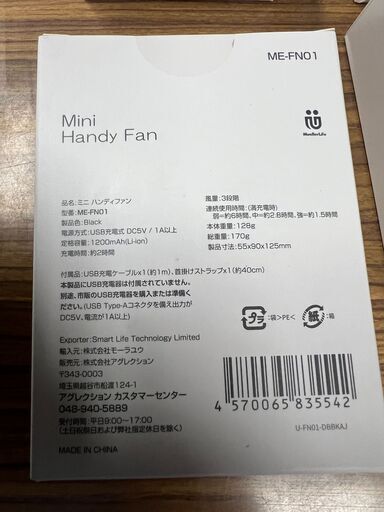 ME-FN01
Mini
Handy Fan
MuellerLife
品名:ミニ ハンディファン
型番:ME-FN01
製品色:Black
電源方式:USB充電式 DC5V / 1A以上
定格容量:1200mAh(Li-ion)
充電時間:約2時間
風量:3段階
連続使用時間:(満充電時)
弱=約6時間、中=約2.8時間、強=約1.5時間
本体重量:128g
総重量:170g
製品寸法:55x90x125mm
付属品:USB充電ケーブルx1(約1m)、首掛けストラップx1(約40cm)
本製品にUSB充電器は付属されていません。
別途、市販のUSB充電器を購入または準備ください。
(USB Type-Aコネクタを備え出力が
DC5V、電流が1A以上)
プラ
:袋>PE<
紙
:箱
Exporter:Smart Life Technology Limited
輸入元:株式会社モーラユウ
販売元:株式会社アグレクション
〒343-0003
埼玉県越谷市船渡124-1
アグレクション カスタマーセンター
048-940-5889
(営業時間)平日9:00〜17:00
(土日祝祭日および弊社指定休日を除く)
MADE IN CHINA
4 570065 835542
U-FN01-DBBKAJ